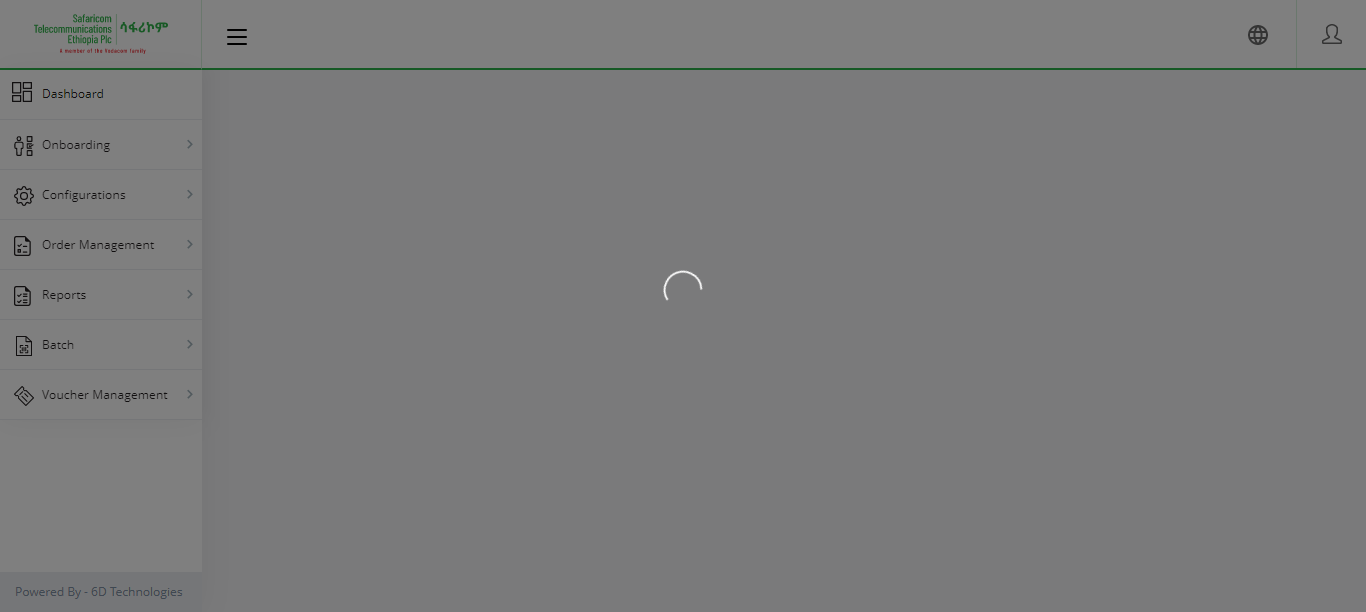 Safaricom
Telecommunications
Ethiopia Plc
ሳፋሪኮም
A member of the Vodacom family
Dashboard
Onboarding
Configurations
Order Management
Reports
Batch
Voucher Management
Powered By - 6D Technologies